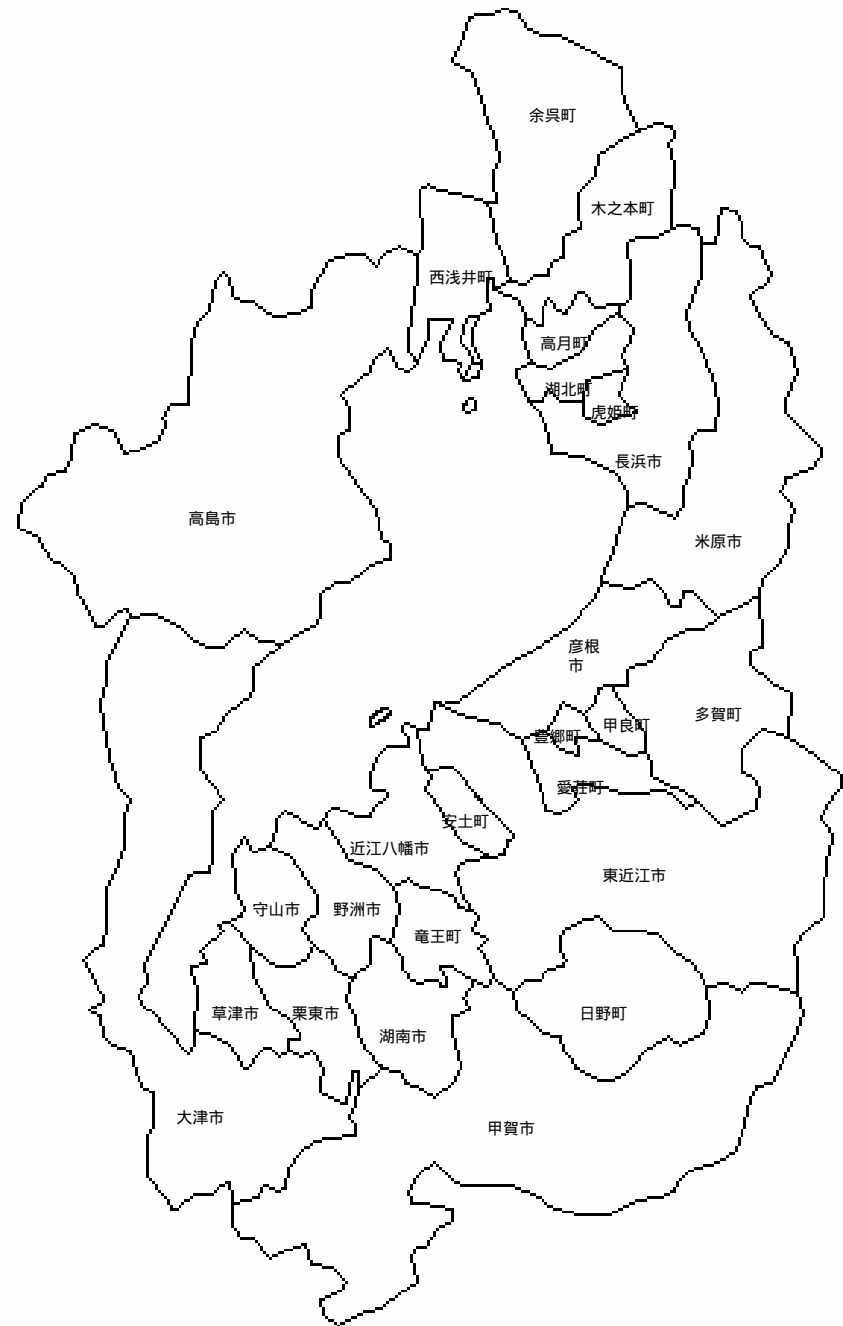 余呉町
木之本町
西浅井町
高月町
湖北町
虎姫町
長浜市
高島市
米原市
彦根
市
多賀町
甲良町
豊郷町
愛荘町
安土町
近江八幡市
東近江市
守山市
野洲市
竜王町
草津市
栗東市
日野町
湖南市
大津市
甲賀市